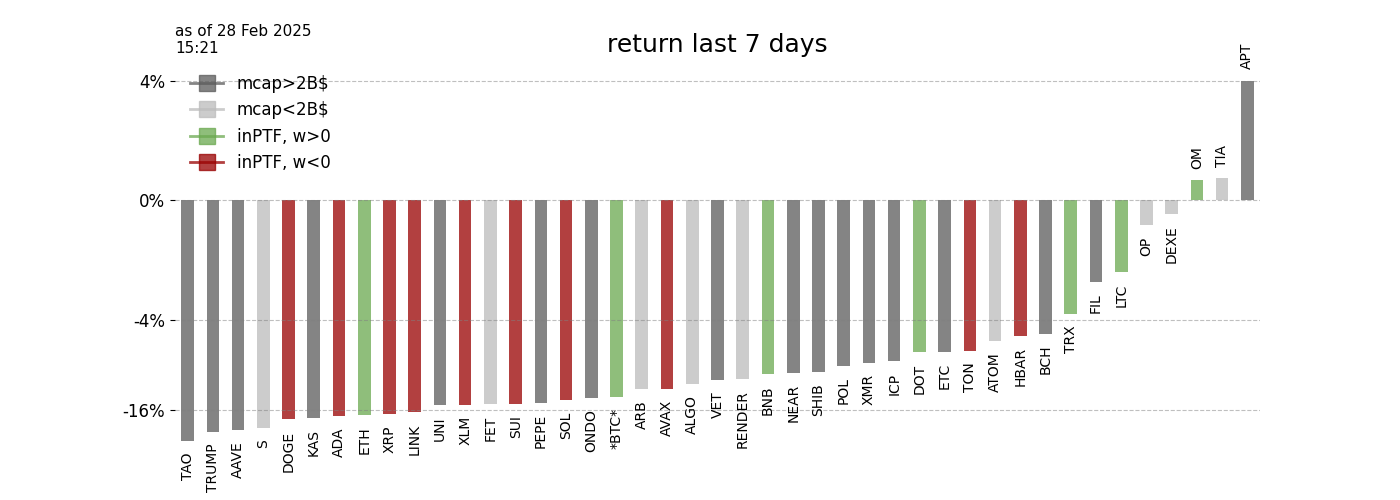 as of 28 Feb 2025
15:21
return last 7 days
mcap>2B$
mcap<2B$
inPTF, w>0
inPTF, w<0
4%
0%
-4%
-16%
TAO
TRUMP
AAVE
S
DOGE
KAS
ADA
ETH
XRP
LINK
UNI
XLM
FET
SUI
PEPE
SOL
ONDO
*BTC*
ARB
AVAX
ALGO
VET
RENDER
BNB
NEAR
SHIB
POL
XMR
ICP
DOT
ETC
TON
ATOM
HBAR
BCH
TRX
FIL
LTC
OP
DEXE
OM
TIA
APT